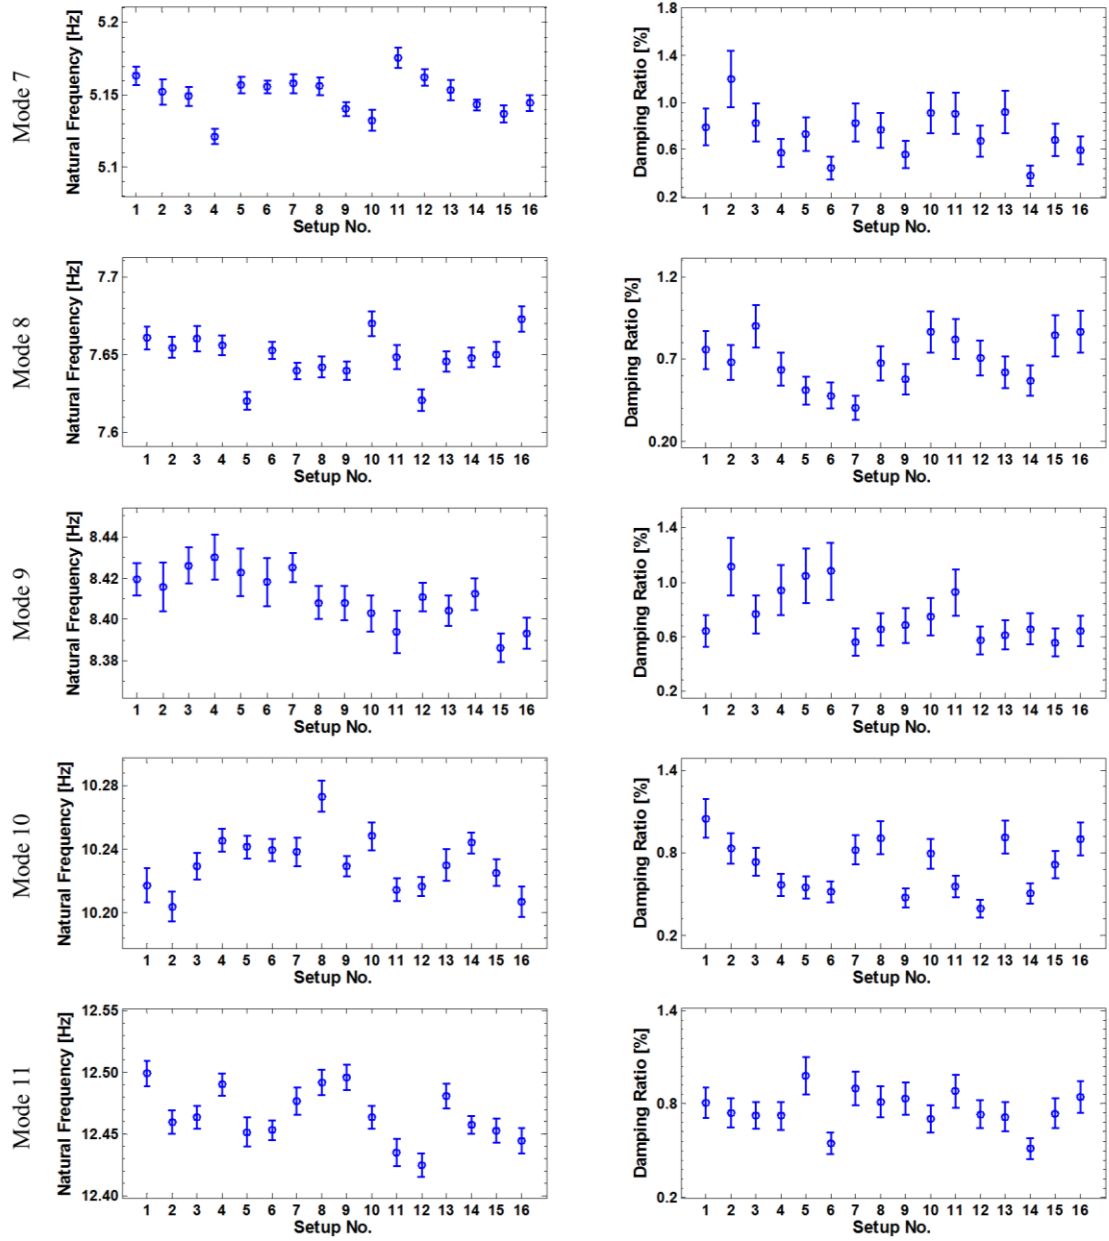 Mode 7
Natural Frequency [Hz]
5.2
5.15
5.1
1 2 3 4 5 6 7 8 9 10 11 12 13 14 15 16
Setup No.
Damping Ratio [%]
1.8
1.4
1.0
0.6
0.2
1 2 3 4 5 6 7 8 9 10 11 12 13 14 15 16
Setup No.
Mode 8
Natural Frequency [Hz]
7.7
7.65
7.6
1 2 3 4 5 6 7 8 9 10 11 12 13 14 15 16
Setup No.
Damping Ratio [%]
1.2
0.7
0.20
1 2 3 4 5 6 7 8 9 10 11 12 13 14 15 16
Setup No.
Mode 9
Natural Frequency [Hz]
8.44
8.42
8.40
8.38
1 2 3 4 5 6 7 8 9 10 11 12 13 14 15 16
Setup No.
Damping Ratio [%]
1.4
1.0
0.6
0.2
1 2 3 4 5 6 7 8 9 10 11 12 13 14 15 16
Setup No.
Mode 10
Natural Frequency [Hz]
10.28
10.24
10.20
1 2 3 4 5 6 7 8 9 10 11 12 13 14 15 16
Setup No.
Damping Ratio [%]
1.4
0.8
0.2
1 2 3 4 5 6 7 8 9 10 11 12 13 14 15 16
Setup No.
Mode 11
Natural Frequency [Hz]
12.55
12.50
12.45
12.40
1 2 3 4 5 6 7 8 9 10 11 12 13 14 15 16
Setup No.
Damping Ratio [%]
1.4
0.8
0.2
1 2 3 4 5 6 7 8 9 10 11 12 13 14 15 16
Setup No.